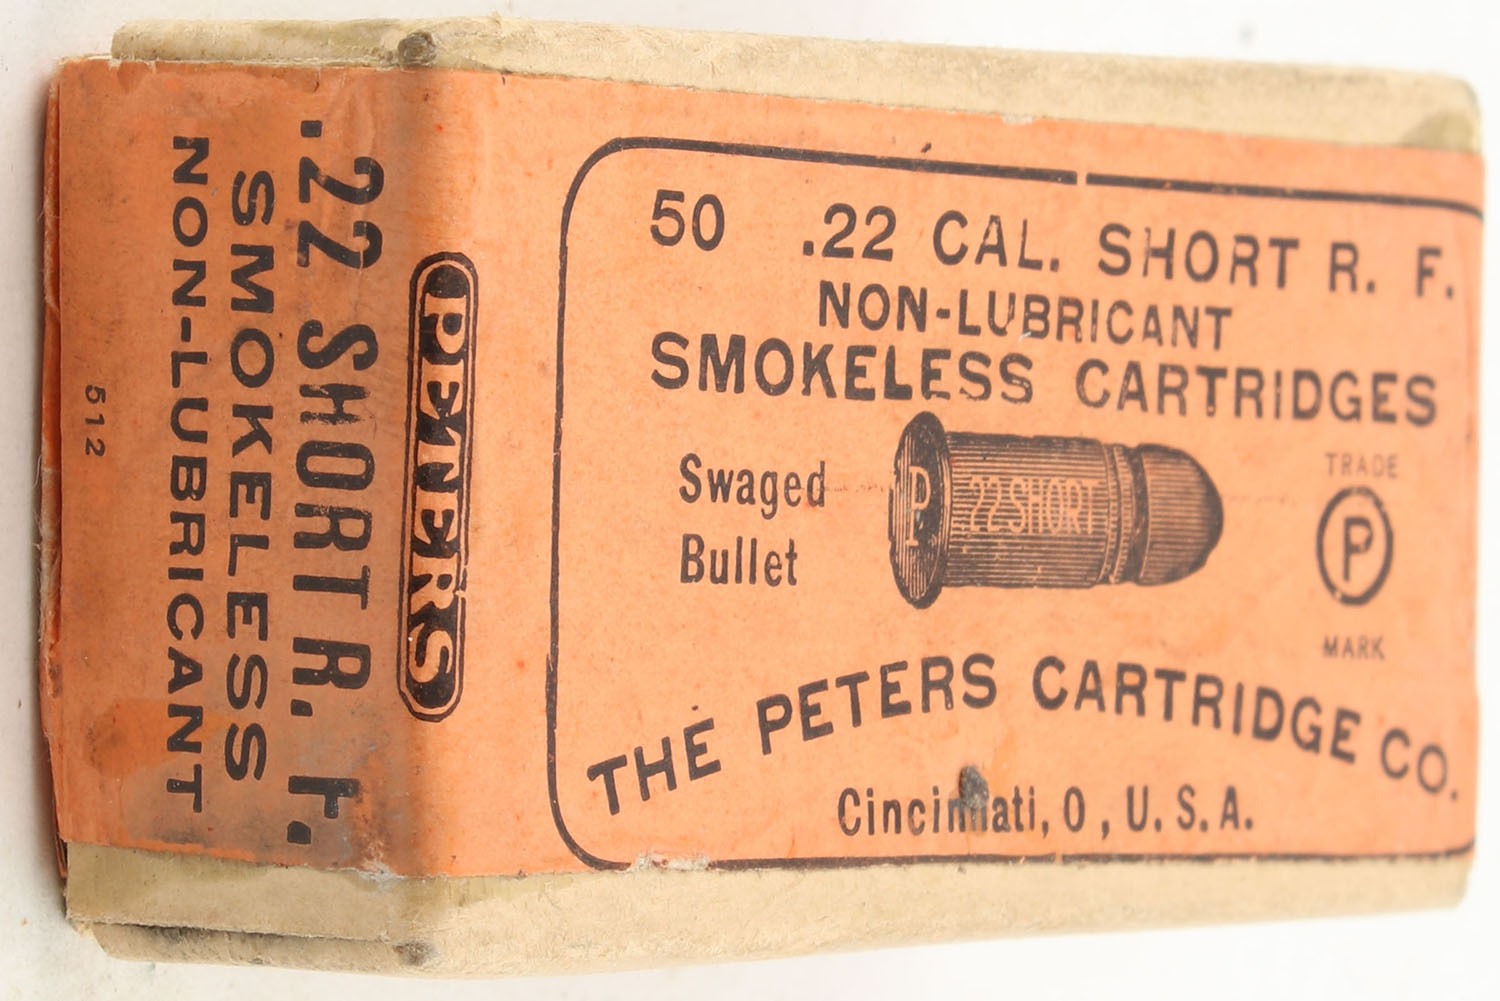 50 .22 CAL. SHORT R. F.
NON-LUBRICANT
SMOKELESS CARTRIDGES
Swaged
Bullet
P
22 SHORT
TRADE
P
MARK
THE PETERS CARTRIDGE CO.
Cincinnati, O, U. S. A.
PETERS
.22 SHORT R. F.
SMOKELESS
NON-LUBRICANT
512